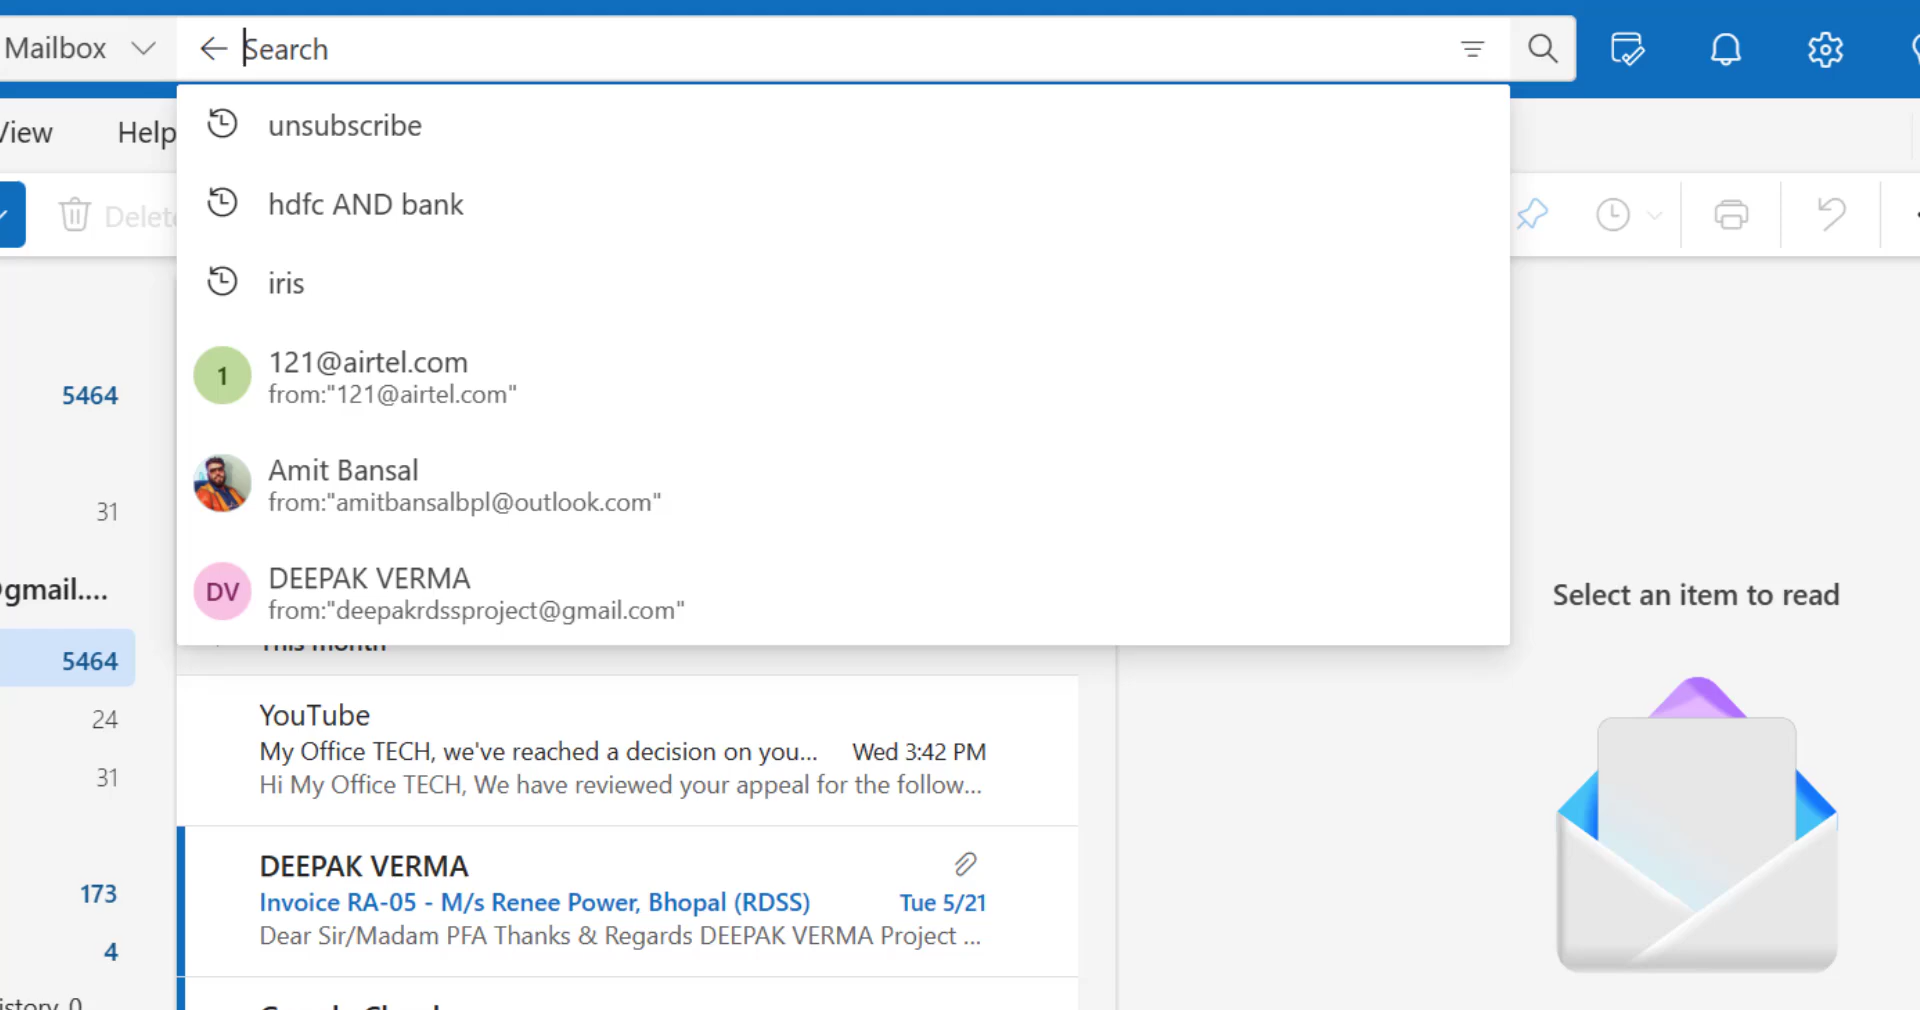 Mailbox
Search
View
Help
unsubscribe
hdfc AND bank
iris
1
121@airtel.com
from:"121@airtel.com"
Amit Bansal
from:"amitbansalbpl@outlook.com"
DV
DEEPAK VERMA
from:"deepakrdssproject@gmail.com"
Delete
5464
31
@gmail....
5464
24
31
173
4
istory 0
This month
YouTube
My Office TECH, we've reached a decision on you... Wed 3:42 PM
Hi My Office TECH, We have reviewed your appeal for the follow...
DEEPAK VERMA
Invoice RA-05 - M/s Renee Power, Bhopal (RDSS) Tue 5/21
Dear Sir/Madam PFA Thanks & Regards DEEPAK VERMA Project ...
Select an item to read